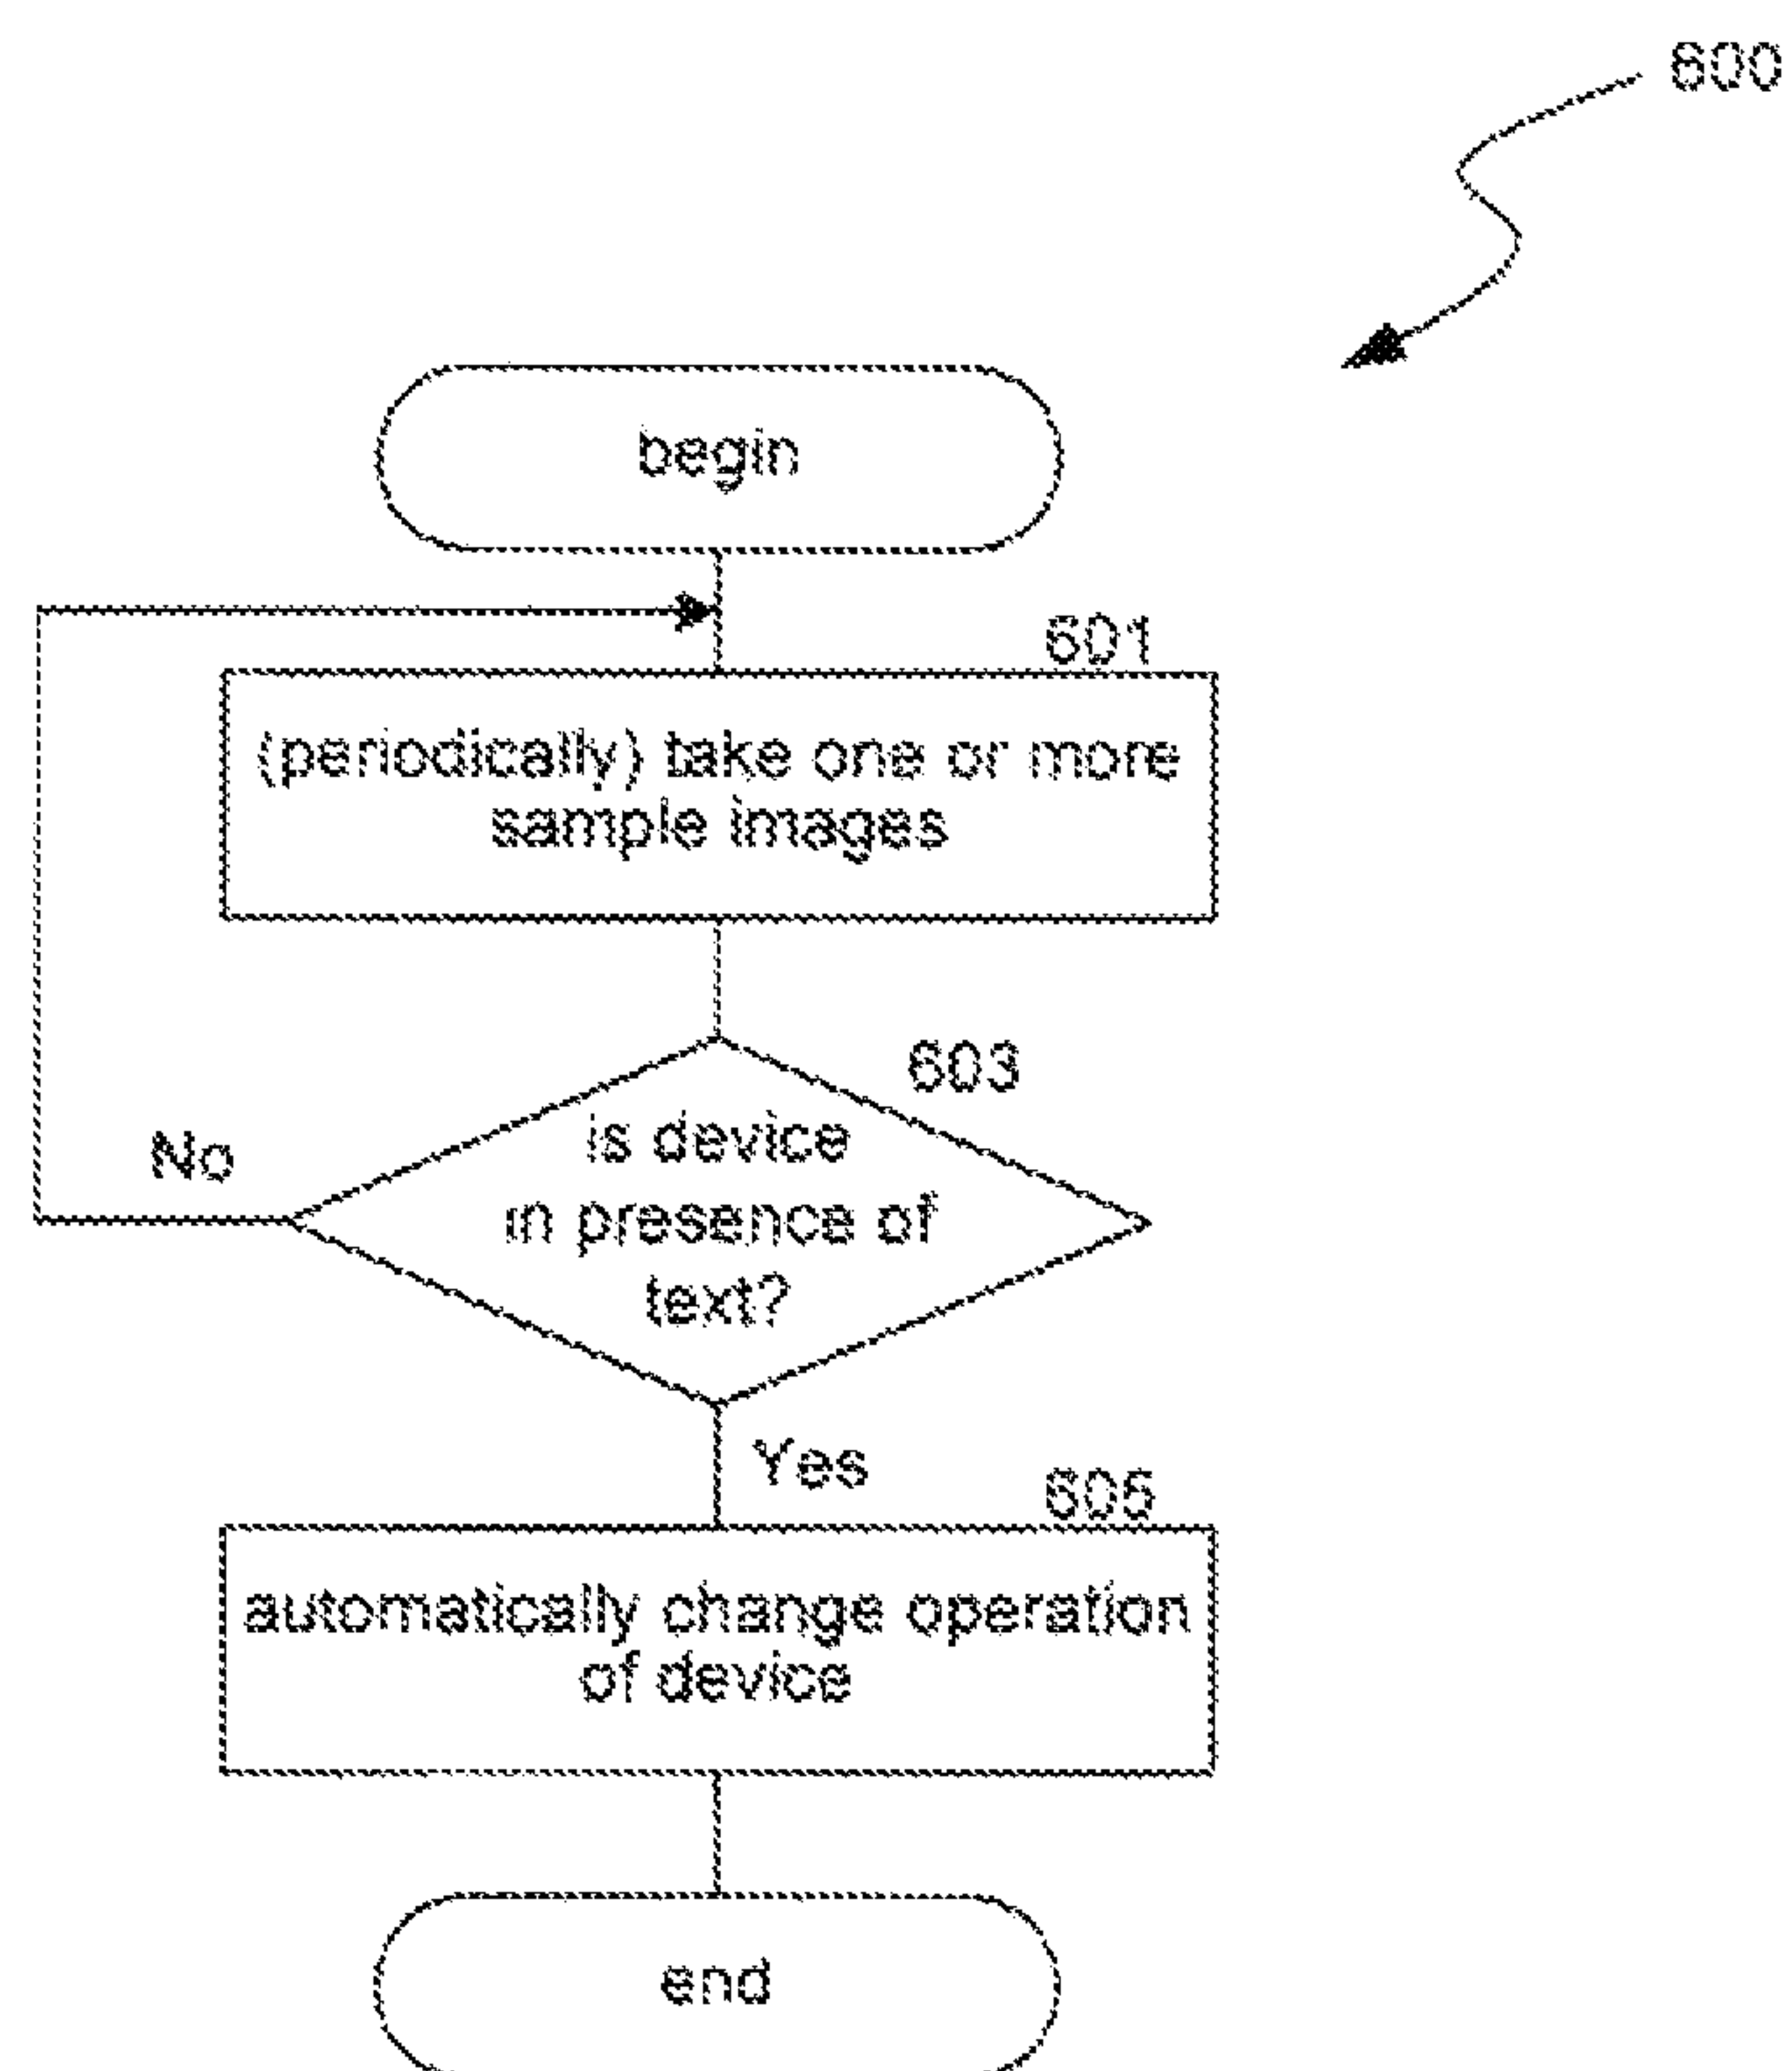 600
begin
601
(periodically) take one or more
sample images
603
is device
in presence of
text?
No
Yes
605
automatically change operation
of device
end